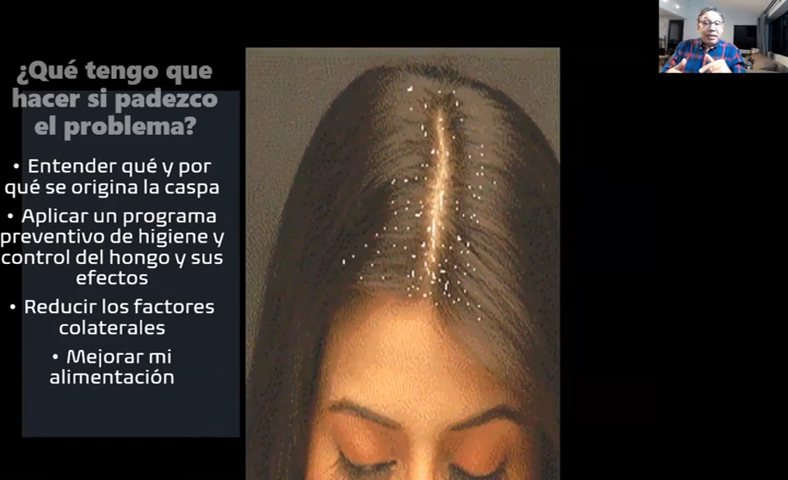 ¿Qué tengo que
hacer si padezco
el problema?
• Entender qué y por
qué se origina la caspa
• Aplicar un programa
preventivo de higiene y
control del hongo y sus
efectos
• Reducir los factores
colaterales
• Mejorar mi
alimentación